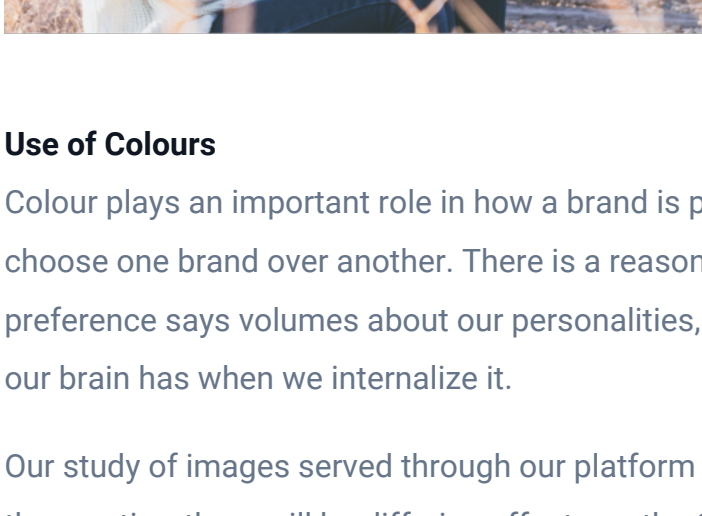 Use of Colours
Colour plays an important role in how a brand is
choose one brand over another. There is a reason
preference says volumes about our personalities,
our brain has when we internalize it.
Our study of images served through our platform